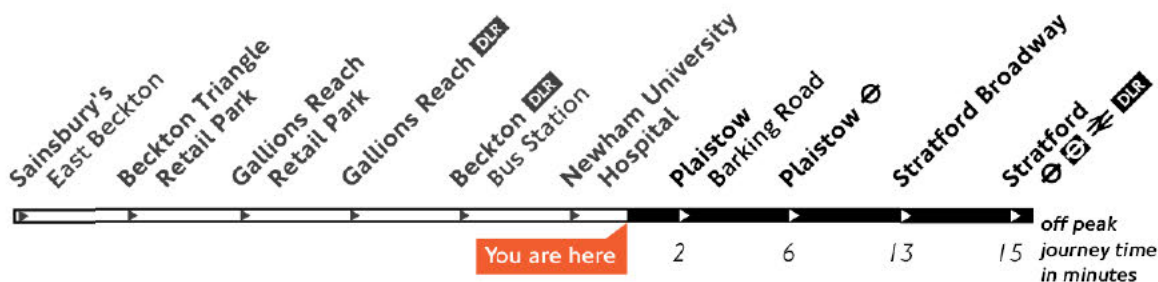 Sainsbury's
East Beckton
Beckton Triangle
Retail Park
Gallions Reach
Retail Park
Gallions Reach DLR
Beckton DLR
Bus Station
Newham University
Hospital
Plaistow
Barking Road
Plaistow
Stratford Broadway
Stratford
DLR
You are here
2
6
13
15
off peak
journey time
in minutes